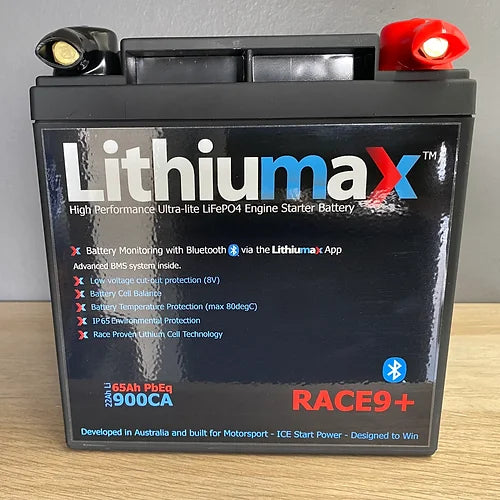 Lithiumax™
High Performance Ultra-lite LiFePO4 Engine Starter Battery
Battery Monitoring with Bluetooth via the Lithiumax App
Advanced BMS system inside.
Low voltage cut-out protection (8V)
Battery Cell Balance
Battery Temperature Protection (max 80degC)
IP65 Environmental Protection
Race Proven Lithium Cell Technology
22Ah Li
65Ah PbEq
900CA
RACE9+
Developed in Australia and built for Motorsport - ICE Start Power - Designed to Win